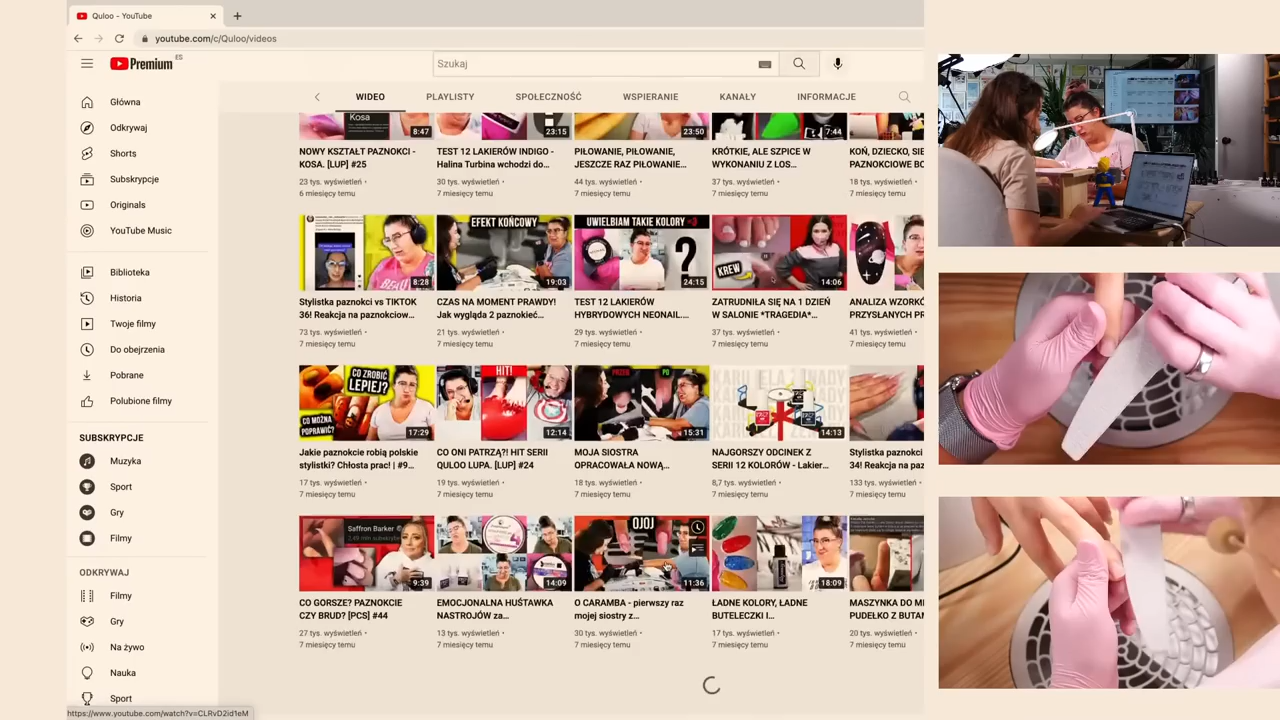 Quloo - YouTube
youtube.com/c/Quloo/videos
Premium
ES
Szukaj
WIDEO
PLAYLISTY
SPOŁECZNOŚĆ
WSPIERANIE
KANAŁY
INFORMACJE
Główna
Odkrywaj
Shorts
Subskrypcje
Originals
YouTube Music
Biblioteka
Historia
Twoje filmy
Do obejrzenia
Pobrane
Polubione filmy
SUBSKRYPCJE
Muzyka
Sport
Gry
Filmy
ODKRYWAJ
Filmy
Gry
Na żywo
Nauka
Sport
Kosa
8:47
23:15
23:50
7:44
NOWY KSZTAŁT PAZNOKCI -
KOSA. [LUP] #25
23 tys. wyświetleń •
6 miesięcy temu
TEST 12 LAKIERÓW INDIGO -
Halina Turbina wchodzi do...
30 tys. wyświetleń •
7 miesięcy temu
PIŁOWANIE, PIŁOWANIE,
JESZCZE RAZ PIŁOWANIE...
44 tys. wyświetleń •
7 miesięcy temu
KRÓTKIE, ALE SZPICE W
WYKONANIU Z LOS...
37 tys. wyświetleń •
7 miesięcy temu
KOŃ, DZIECKO, SIE
PAZNOKCIOWE BO
18 tys. wyświetleń
7 miesięcy temu
8:28
EFEKT KOŃCOWY
19:03
UWIELBIAM TAKIE KOLORY <3
?
24:15
KREW
14:06
Stylistka paznokci vs TIKTOK
36! Reakcja na paznokciow...
73 tys. wyświetleń •
7 miesięcy temu
CZAS NA MOMENT PRAWDY!
Jak wygląda 2 paznokieć...
21 tys. wyświetleń •
7 miesięcy temu
TEST 12 LAKIERÓW
HYBRYDOWYCH NEONAIL...
29 tys. wyświetleń •
7 miesięcy temu
ZATRUDNIŁA SIĘ NA 1 DZIEŃ
W SALONIE *TRAGEDIA*...
32 tys. wyświetleń •
7 miesięcy temu
ANALIZA WZORKÓ
PRZYSŁANYCH PR
41 tys. wyświetleń
7 miesięcy temu
CO ZROBIĆ
LEPIEJ?
CO MOŻNA
POPRAWIĆ?
17:29
HIT!
12:14
PRZED
PO
15:31
14:13
Jakie paznokcie robią polskie
stylistki? Chłosta prac! | #9...
17 tys. wyświetleń •
7 miesięcy temu
CO ONI PATRZĄ?! HIT SERII
QULOO LUPA. [LUP] #24
19 tys. wyświetleń •
7 miesięcy temu
MOJA SIOSTRA
OPRACOWAŁA NOWĄ...
18 tys. wyświetleń •
7 miesięcy temu
NAJGORSZY ODCINEK Z
SERII 12 KOLORÓW - Lakier...
8,7 tys. wyświetleń •
7 miesięcy temu
Stylistka paznokci
34! Reakcja na paz
133 tys. wyświetleń
7 miesięcy temu
Saffron Barker
9:39
14:09
OJOJ
11:36
18:09
CO GORSZE? PAZNOKCIE
CZY BRUD? [PCS] #44
27 tys. wyświetleń •
7 miesięcy temu
EMOCJONALNA HUŚTAWKA
NASTROJÓW za...
13 tys. wyświetleń •
7 miesięcy temu
O CARAMBA - pierwszy raz
mojej siostry z...
30 tys. wyświetleń •
7 miesięcy temu
ŁADNE KOLORY, ŁADNE
BUTELECZKI I...
17 tys. wyświetleń •
7 miesięcy temu
MASZYNKA DO M
PUDEŁKO Z BUTAM
20 tys. wyświetleń
7 miesięcy temu
https://www.youtube.com/watch?v=CLRvD2id1eM